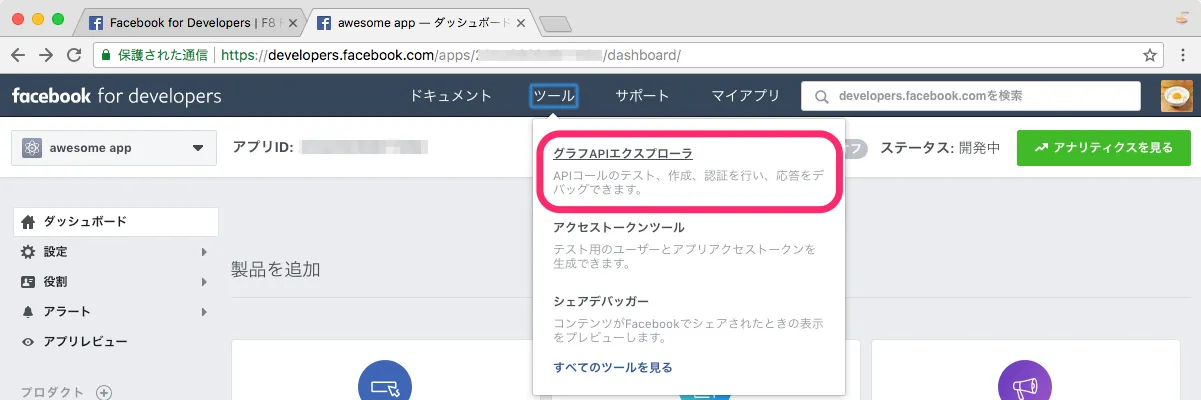 Facebook for Developers | F8 F
awesome app — ダッシュボード
保護された通信 https://developers.facebook.com/apps/ /dashboard/
facebook for developers ドキュメント ツール サポート マイアプリ developers.facebook.comを検索
awesome app アプリID: フ ステータス: 開発中 アナリティクスを見る
グラフAPIエクスプローラ
APIコールのテスト、作成、認証を行い、応答をデ
バッグできます。
アクセストークンツール
テスト用のユーザーとアプリアクセストークンを
生成できます。
シェアデバッガー
コンテンツがFacebookでシェアされたときの表示
をプレビューします。
すべてのツールを見る
ダッシュボード
設定
役割
アラート
アプリレビュー
プロダクト
製品を追加